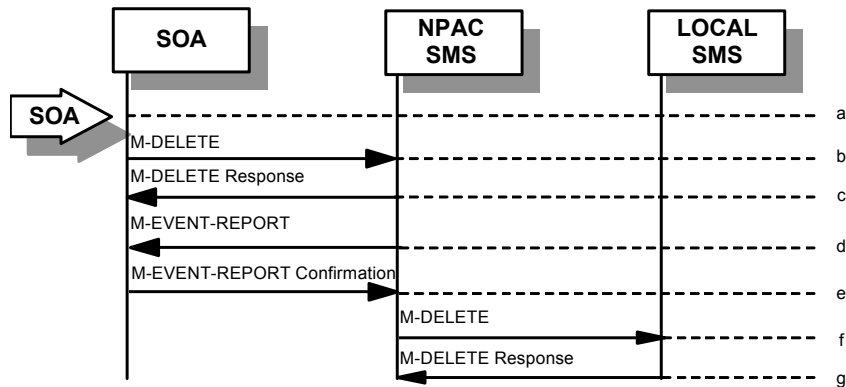 SOA
NPAC
SMS
LOCAL
SMS
SOA
a
M-DELETE
b
M-DELETE Response
c
M-EVENT-REPORT
d
M-EVENT-REPORT Confirmation
e
M-DELETE
f
M-DELETE Response
g